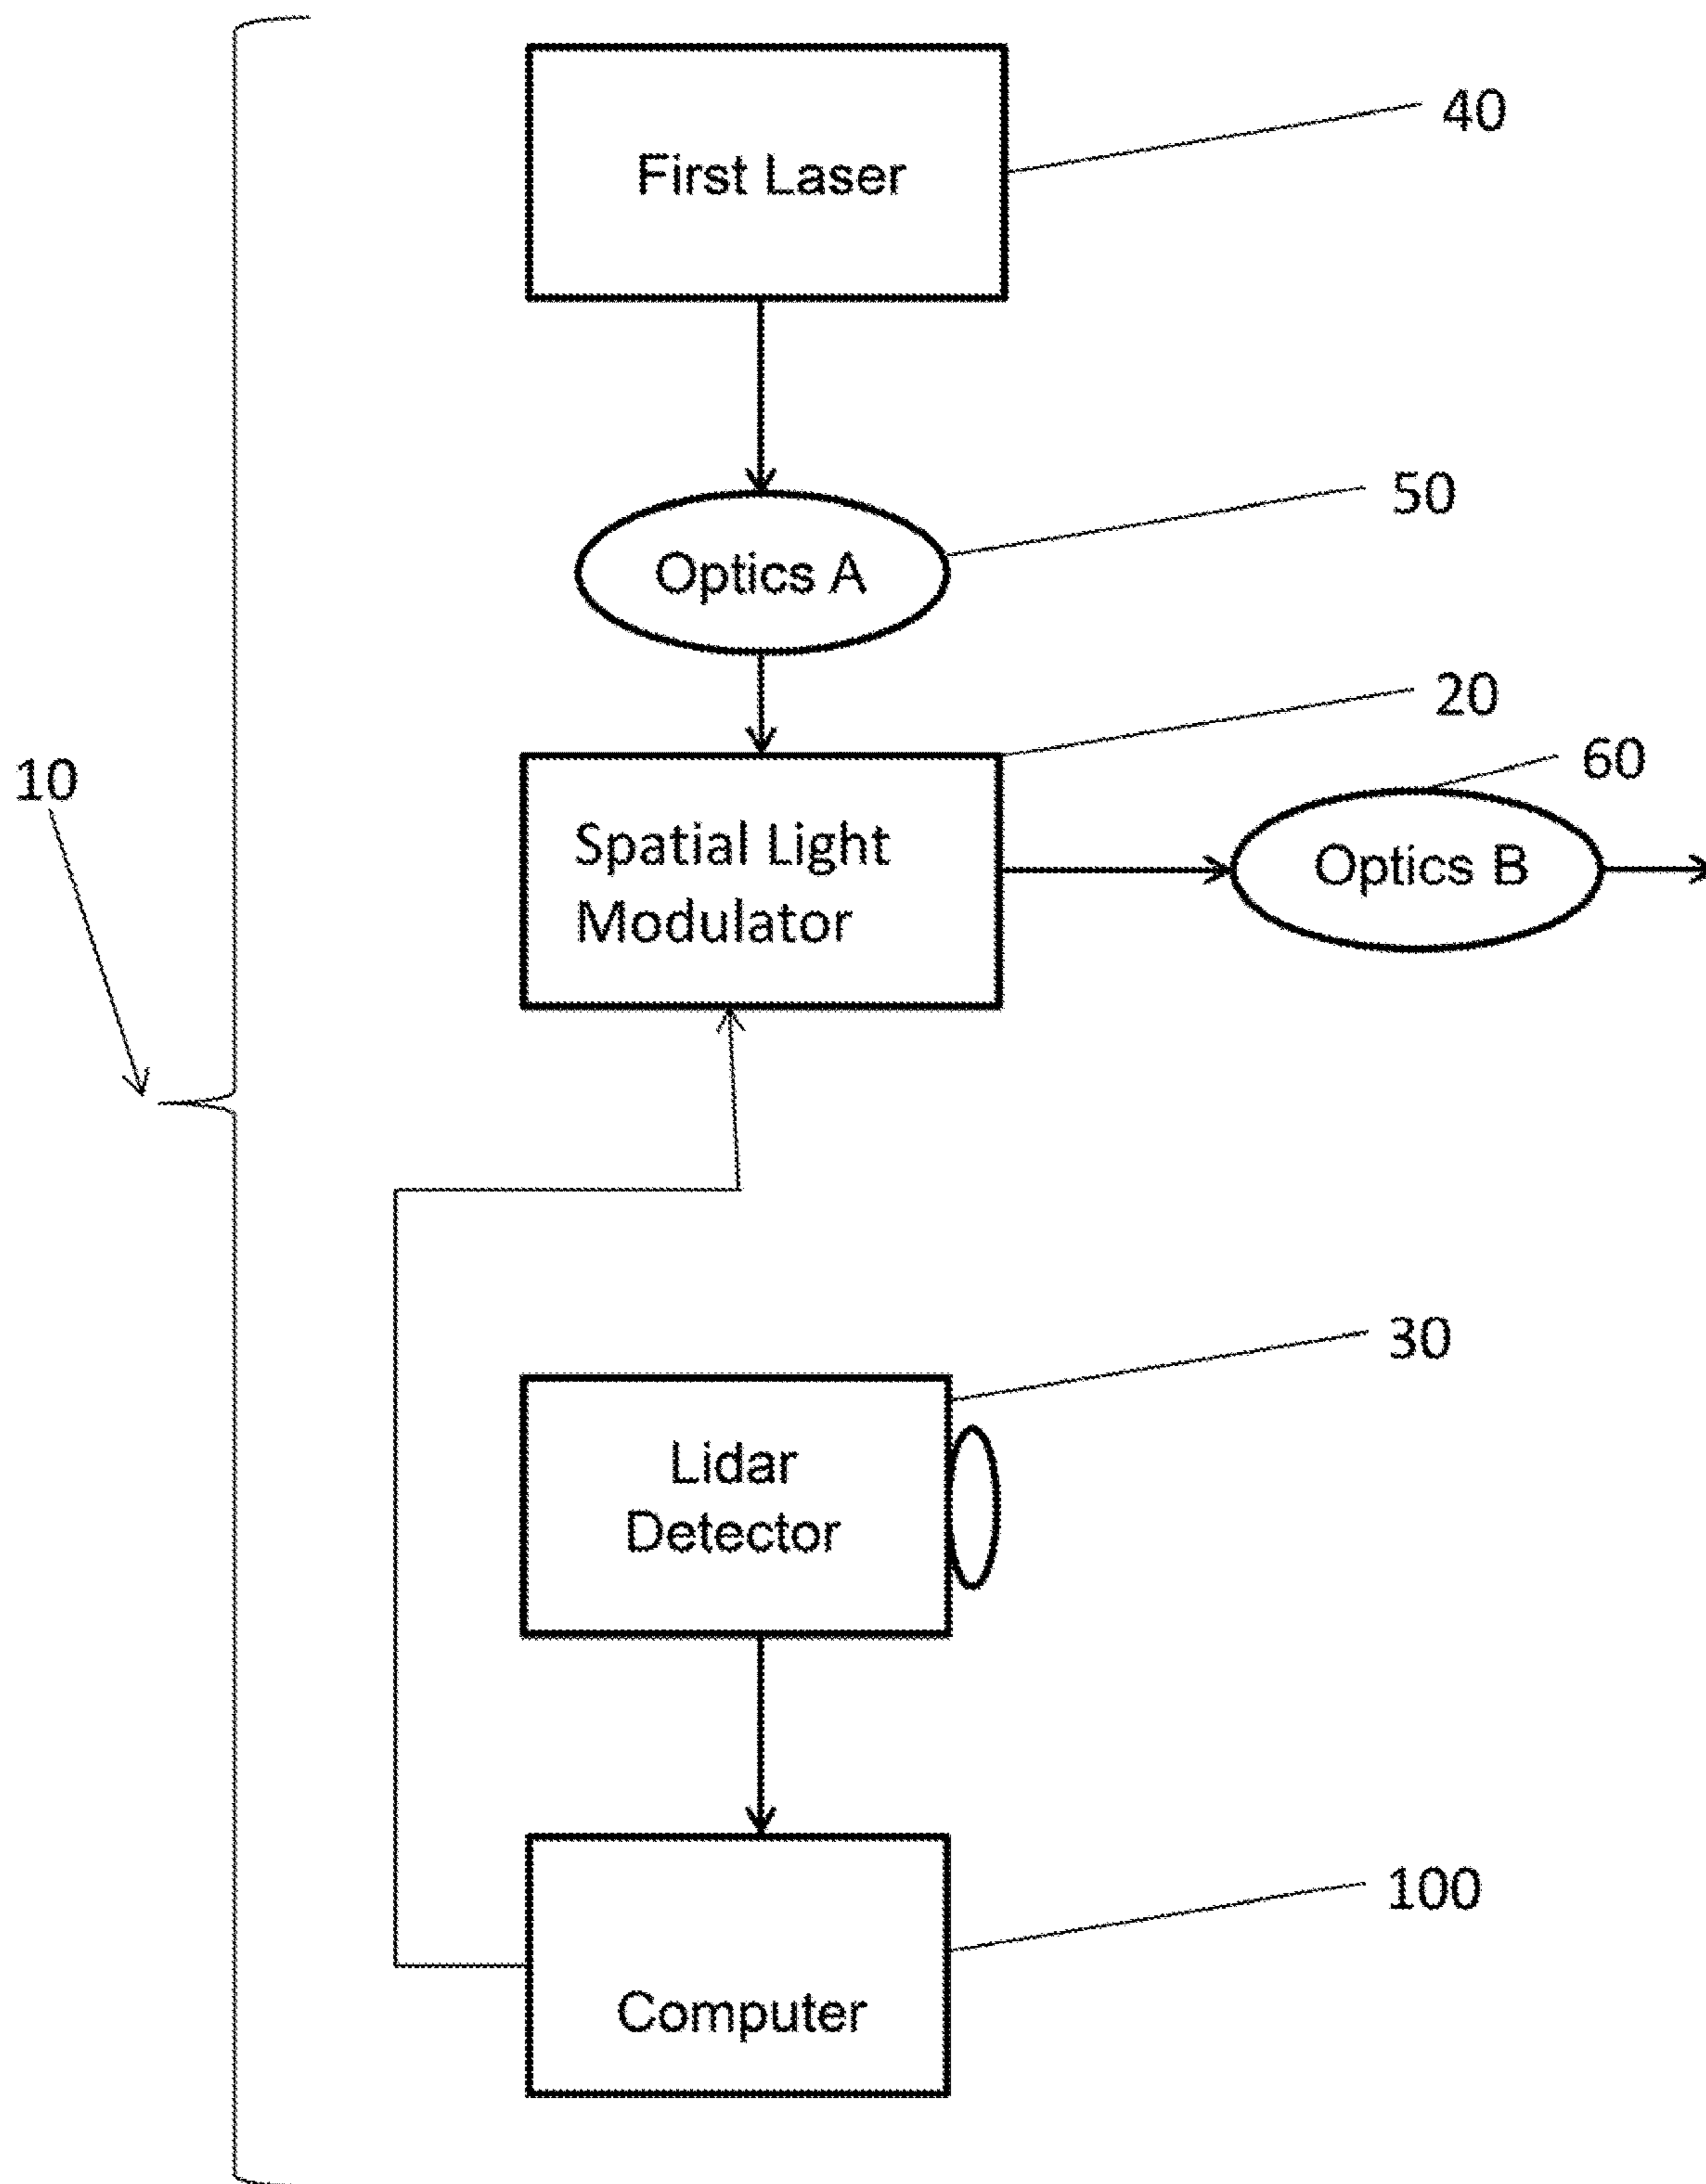 40
First Laser
50
Optics A
20
60
10
Spatial Light
Modulator
Optics B
30
Lidar
Detector
100
Computer